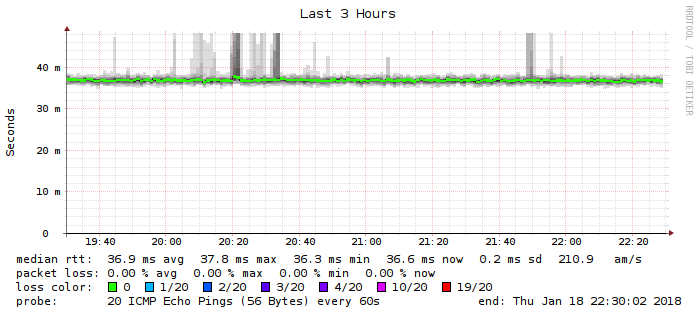 Last 3 Hours
RRDTOOL / TOBI OETIKER
Seconds
40 m
30 m
20 m
10 m
0
19:40 20:00 20:20 20:40 21:00 21:20 21:40 22:00 22:20
median rtt: 36.9 ms avg 37.8 ms max 36.3 ms min 36.6 ms now 0.2 ms sd 210.9 am/s
packet loss: 0.00 % avg 0.00 % max 0.00 % min 0.00 % now
loss color: 0 1/20 2/20 3/20 4/20 10/20 19/20
probe: 20 ICMP Echo Pings (56 Bytes) every 60s end: Thu Jan 18 22:30:02 2018